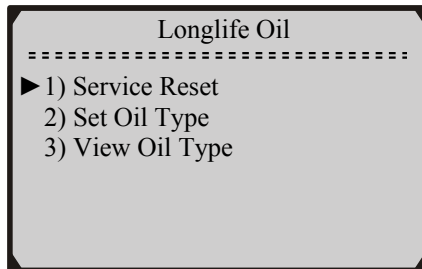 Longlife Oil
==============================
►1) Service Reset
2) Set Oil Type
3) View Oil Type